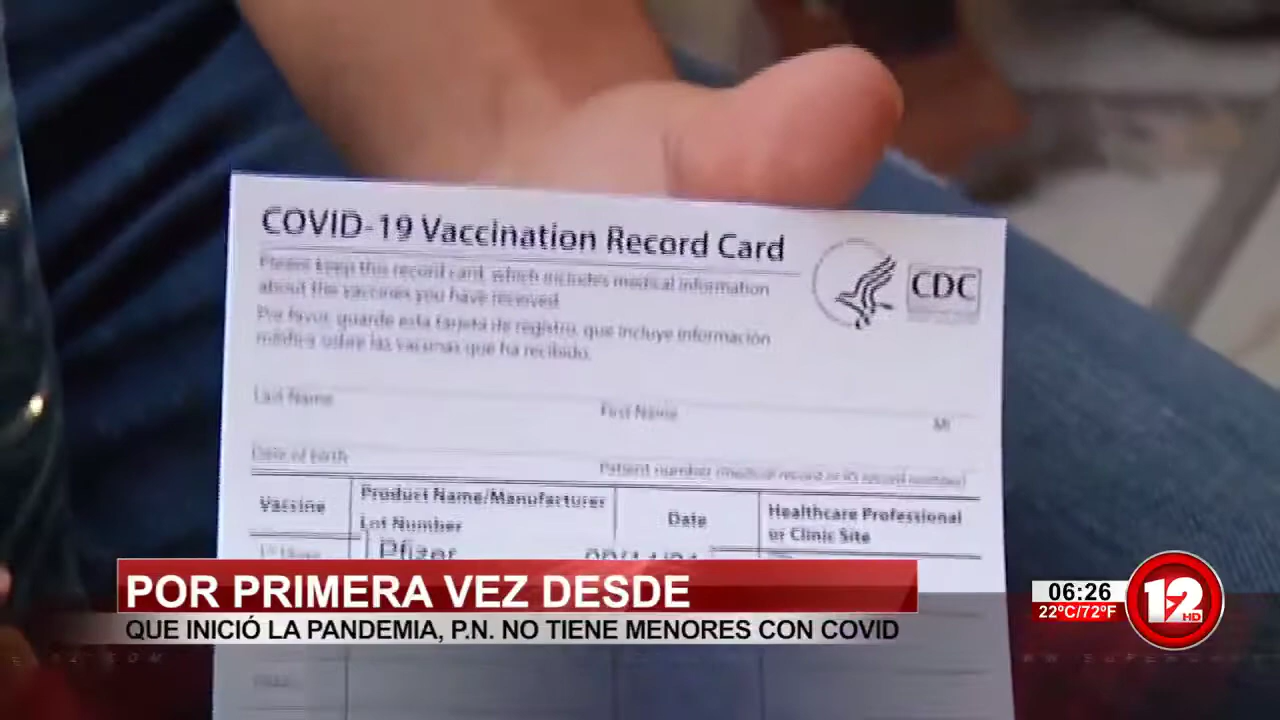 COVID-19 Vaccination Record Card
Please keep this record card, which includes medical information
about the vaccines you have received.
Por favor, guarde esta tarjeta de registro, que incluye información
médica sobre las vacunas que ha recibido.
CDC
Last Name
First Name
MI
Date of birth
Patient number (medical record or IIS record number)
Vaccine
Product Name/Manufacturer
Lot Number
Date
Healthcare Professional
or Clinic Site
Pfizer
POR PRIMERA VEZ DESDE
QUE INICIÓ LA PANDEMIA, P.N. NO TIENE MENORES CON COVID
06:26
22°C/72°F
12
HD